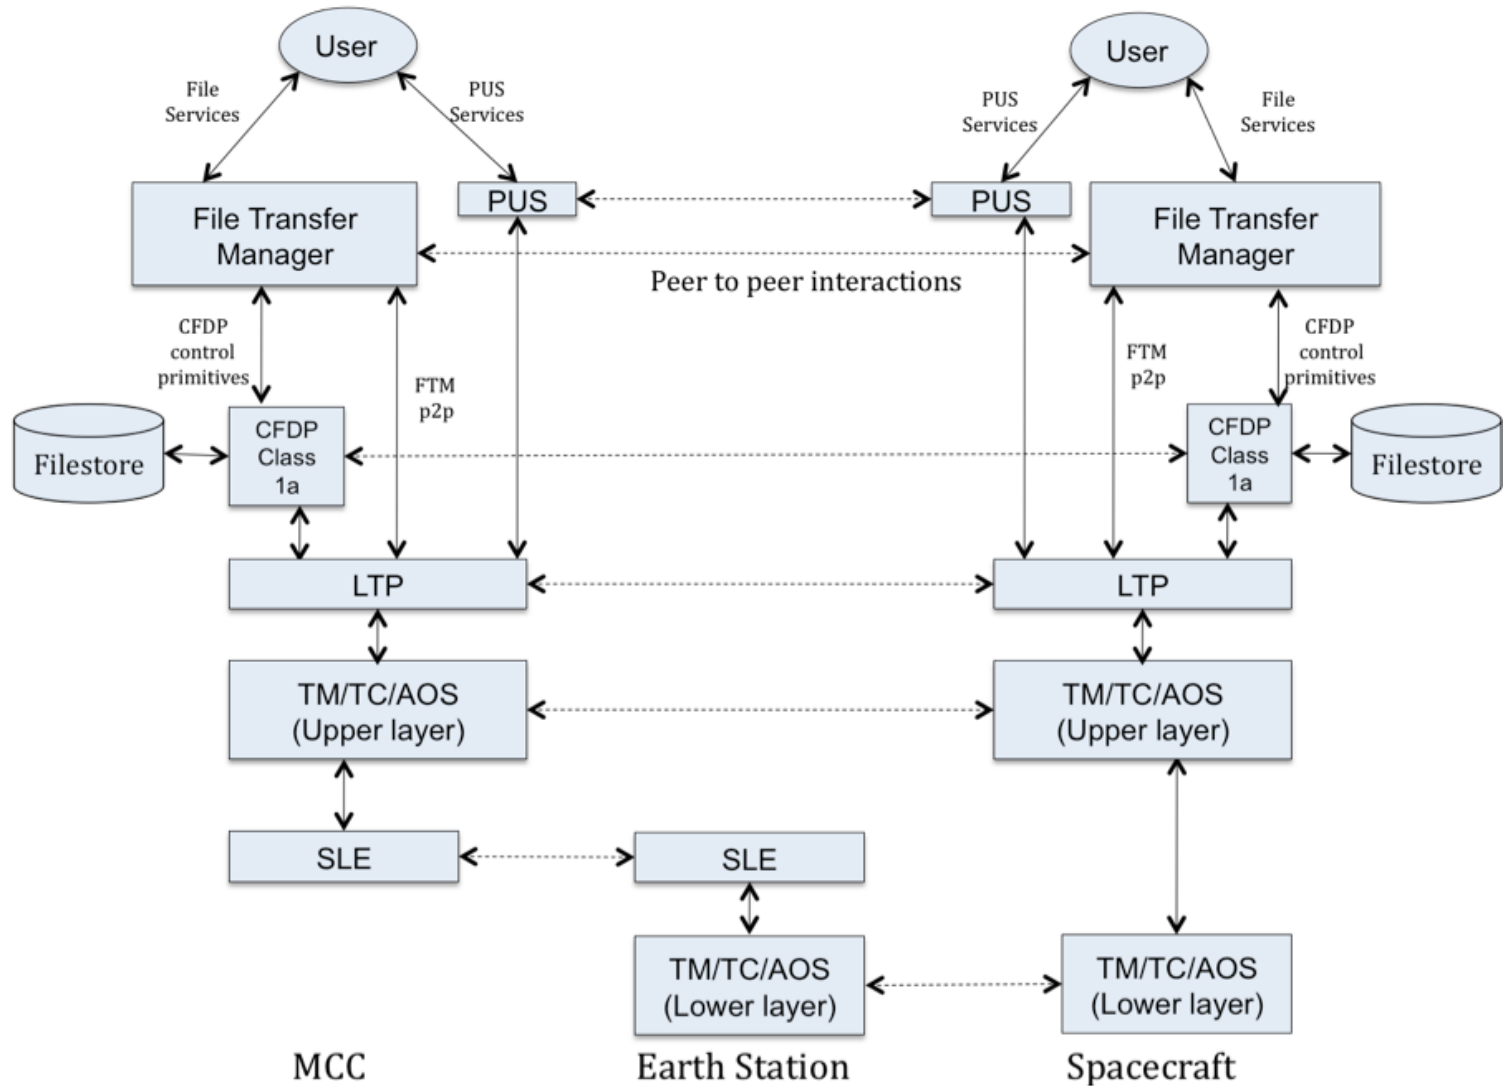 User
User
File
Services
PUS
Services
PUS
Services
File
Services
File Transfer
Manager
PUS
PUS
File Transfer
Manager
Peer to peer interactions
CFDP
control
primitives
FTM
p2p
FTM
p2p
CFDP
control
primitives
Filestore
CFDP
Class
1a
CFDP
Class
1a
Filestore
LTP
LTP
TM/TC/AOS
(Upper layer)
TM/TC/AOS
(Upper layer)
SLE
SLE
TM/TC/AOS
(Lower layer)
TM/TC/AOS
(Lower layer)
MCC
Earth Station
Spacecraft